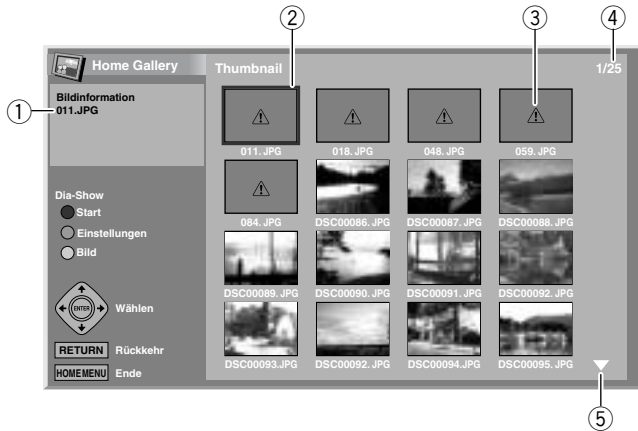 ② ③ ④
Home Gallery
Thumbnail
1/25
①
Bildinformation
011.JPG
011. JPG 018. JPG 048. JPG 059. JPG
Dia-Show
Start
Einstellungen
Bild
084. JPG DSC00086. JPG DSC00087. JPG DSC00088. JPG
DSC00089. JPG DSC00090. JPG DSC00091. JPG DSC00092. JPG
ENTER
Wählen
RETURN Rückkehr
HOMEMENU Ende
DSC00093.JPG DSC00092. JPG DSC00094.JPG DSC00095. JPG
⑤